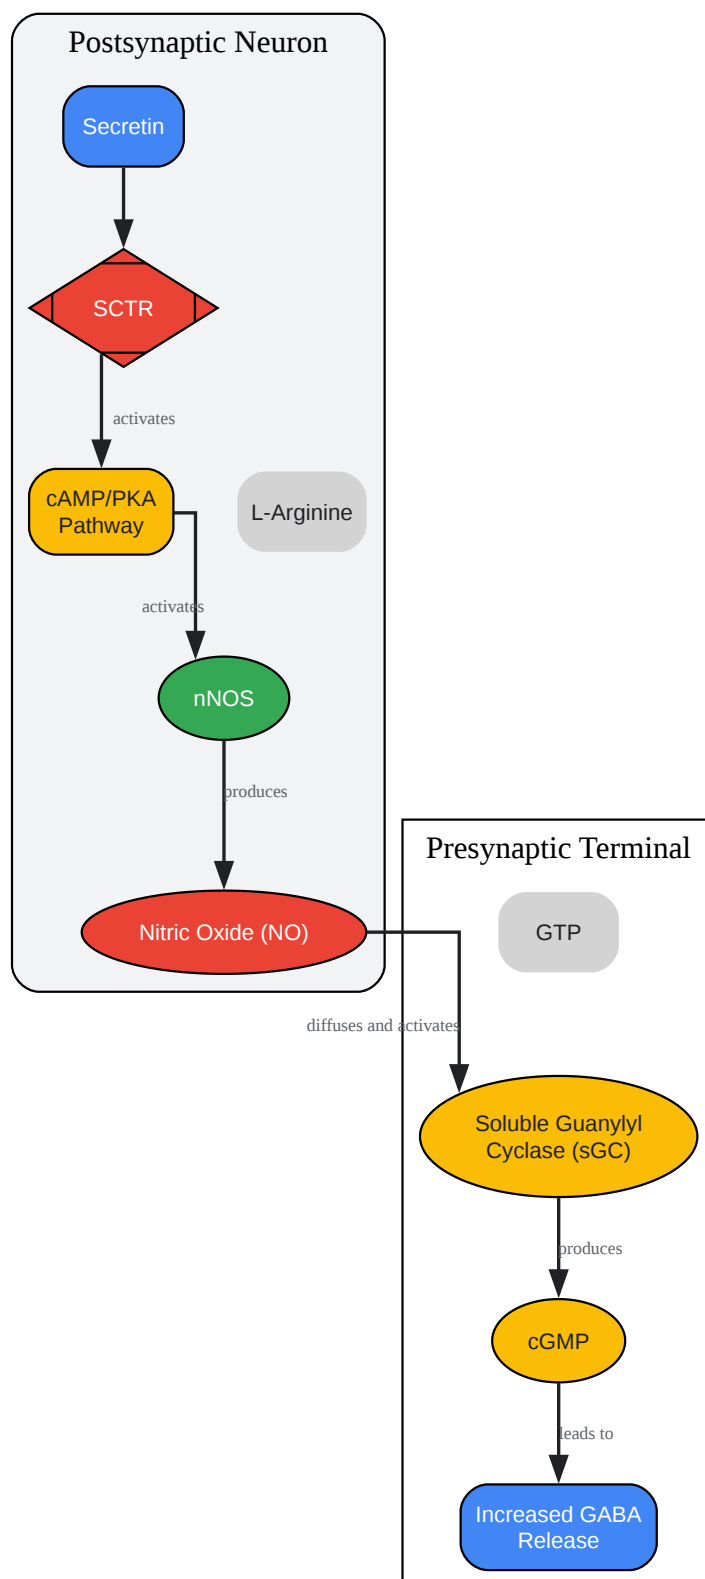 Postsynaptic Neuron
Secretin
SCTR
activates
cAMP/PKA
Pathway
L-Arginine
activates
nNOS
produces
Nitric Oxide (NO)
Presynaptic Terminal
GTP
diffuses and activates
Soluble Guanylyl
Cyclase (sGC)
produces
cGMP
leads to
Increased GABA
Release